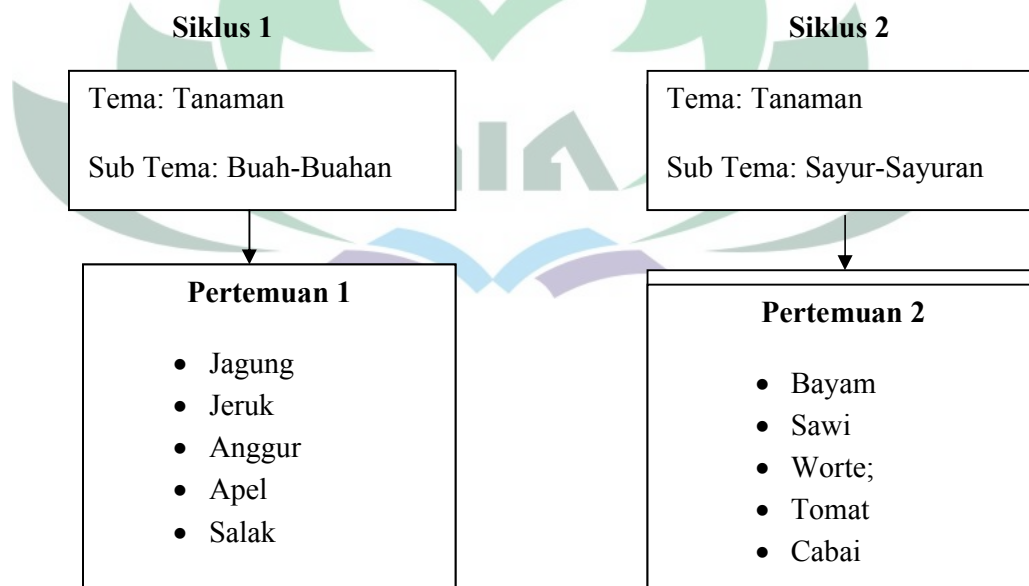 Siklus 1
Tema: Tanaman
Sub Tema: Buah-Buahan
Pertemuan 1
• Jagung
• Jeruk
• Anggur
• Apel
• Salak
Siklus 2
Tema: Tanaman
Sub Tema: Sayur-Sayuran
Pertemuan 2
• Bayam
• Sawi
• Worte;
• Tomat
• Cabai